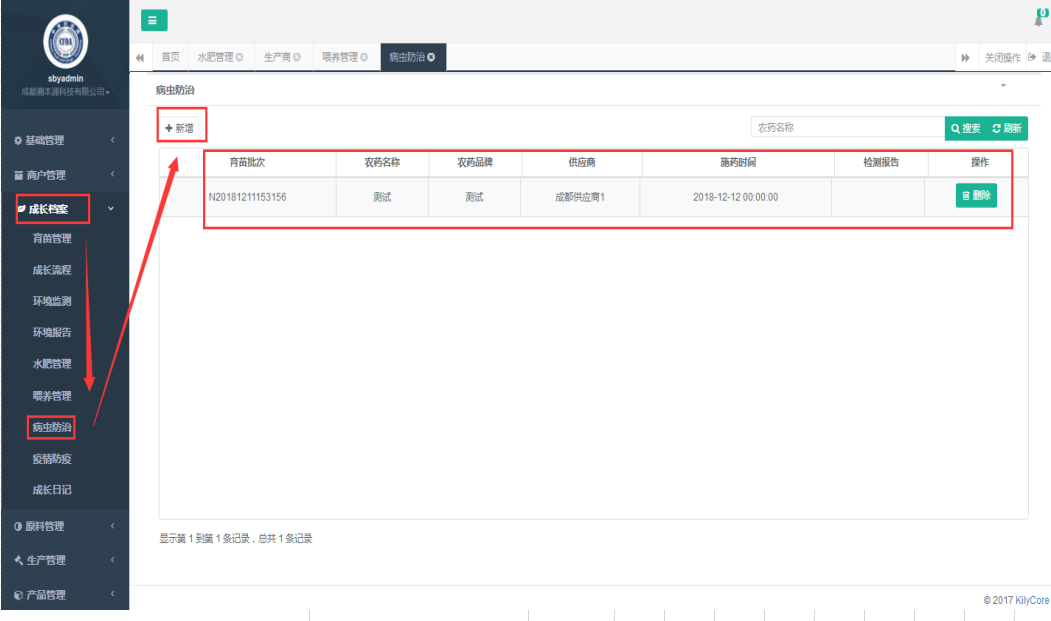 CFDA
sbyadmin
成都溯本源科技有限公司
基础管理
商户管理
成长档案
育苗管理
成长流程
环境监测
环境报告
水肥管理
喂养管理
病虫防治
疫情防疫
成长日记
原料管理
生产管理
产品管理
0
首页 水肥管理 生产商 喂养管理 病虫防治 关闭操作 退
病虫防治
新增 农药名称 搜索 刷新
育苗批次 农药名称 农药品牌 供应商 施药时间 检测报告 操作
N20181211153156 测试 测试 成都供应商1 2018-12-12 00:00:00 删除
显示第 1 到第 1 条记录，总共 1 条记录
© 2017 KilyCore